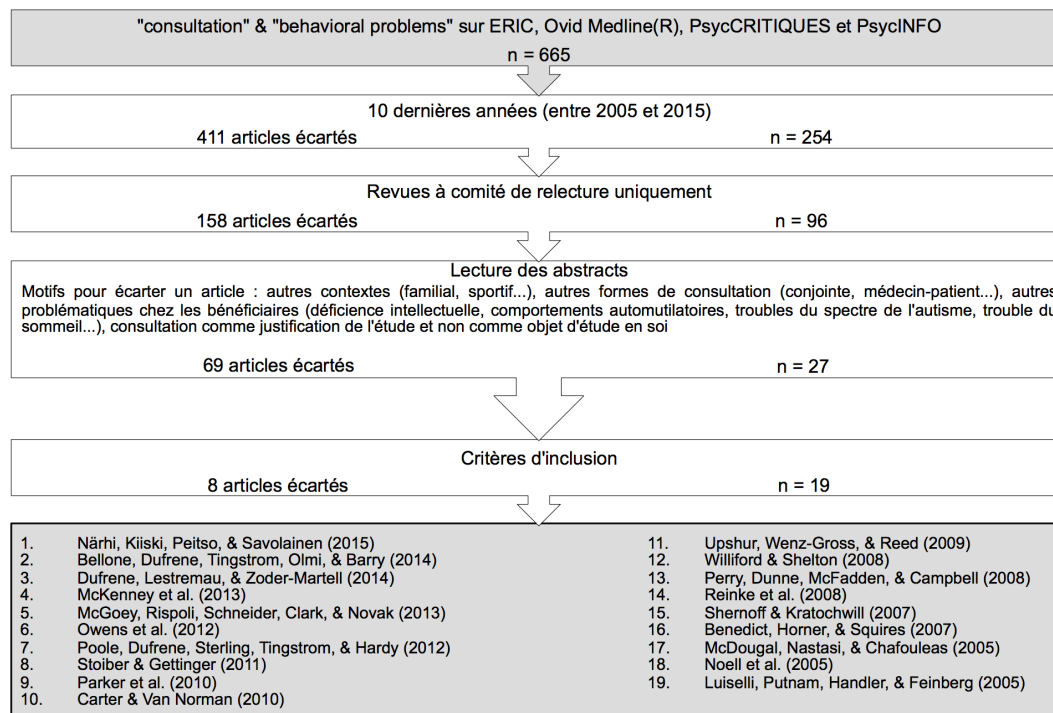 "consultation" & "behavioral problems" sur ERIC, Ovid Medline(R), PsycCRITIQUES et PsycINFO
n = 665
10 dernières années (entre 2005 et 2015)
411 articles écartés n = 254
Revues à comité de relecture uniquement
158 articles écartés n = 96
Lecture des abstracts
Motifs pour écarter un article : autres contextes (familial, sportif...), autres formes de consultation (conjointe, médecin-patient...), autres
problématiques chez les bénéficiaires (déficience intellectuelle, comportements automutilatoires, troubles du spectre de l'autisme, trouble du
sommeil...), consultation comme justification de l'étude et non comme objet d'étude en soi
69 articles écartés n = 27
Critères d'inclusion
8 articles écartés n = 19
1. Närhi, Kiiski, Peitso, & Savolainen (2015)
2. Bellone, Dufrene, Tingstrom, Olmi, & Barry (2014)
3. Dufrene, Lestremau, & Zoder-Martell (2014)
4. McKenney et al. (2013)
5. McGoey, Rispoli, Schneider, Clark, & Novak (2013)
6. Owens et al. (2012)
7. Poole, Dufrene, Sterling, Tingstrom, & Hardy (2012)
8. Stoiber & Gettinger (2011)
9. Parker et al. (2010)
10. Carter & Van Norman (2010)
11. Upshur, Wenz-Gross, & Reed (2009)
12. Williford & Shelton (2008)
13. Perry, Dunne, McFadden, & Campbell (2008)
14. Reinke et al. (2008)
15. Shernoff & Kratochwill (2007)
16. Benedict, Horner, & Squires (2007)
17. McDougal, Nastasi, & Chafouleas (2005)
18. Noell et al. (2005)
19. Luiselli, Putnam, Handler, & Feinberg (2005)